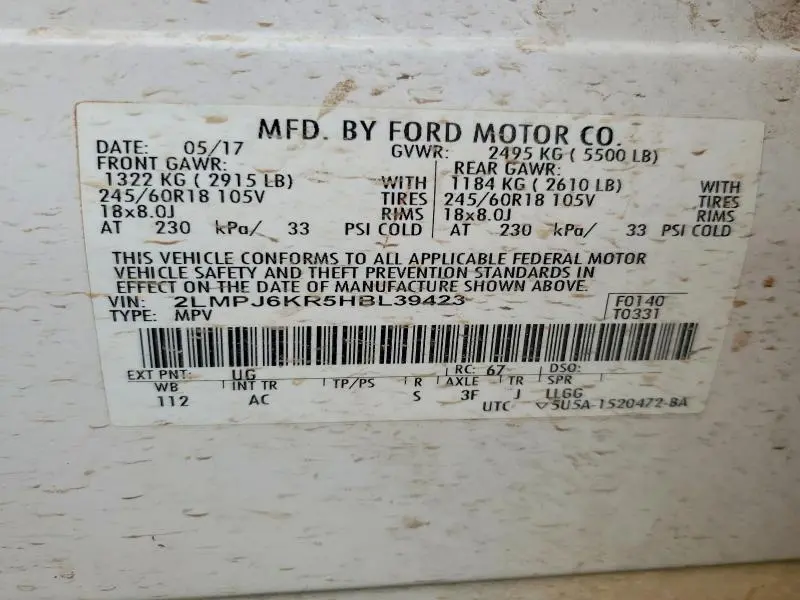 MFD. BY FORD MOTOR CO.
DATE: 05/17 GVWR: 2495 KG ( 5500 LB)
FRONT GAWR: REAR GAWR:
1322 KG ( 2915 LB) WITH 1184 KG ( 2610 LB) WITH
245/60R18 105V TIRES 245/60R18 105V TIRES
18x8.0J RIMS 18x8.0J RIMS
AT 230 kPa/ 33 PSI COLD AT 230 kPa/ 33 PSI COLD
THIS VEHICLE CONFORMS TO ALL APPLICABLE FEDERAL MOTOR
VEHICLE SAFETY AND THEFT PREVENTION STANDARDS IN
EFFECT ON THE DATE OF MANUFACTURE SHOWN ABOVE.
VIN: 2LMPJ6KR5HBL39423 F0140
TYPE: MPV T0331
EXT PNT: UG RC: 67 DSO:
WB INT TR TP/PS R AXLE TR SPR
112 AC S 3F J LLGG
UTC ▽5U5A-1520472-BA